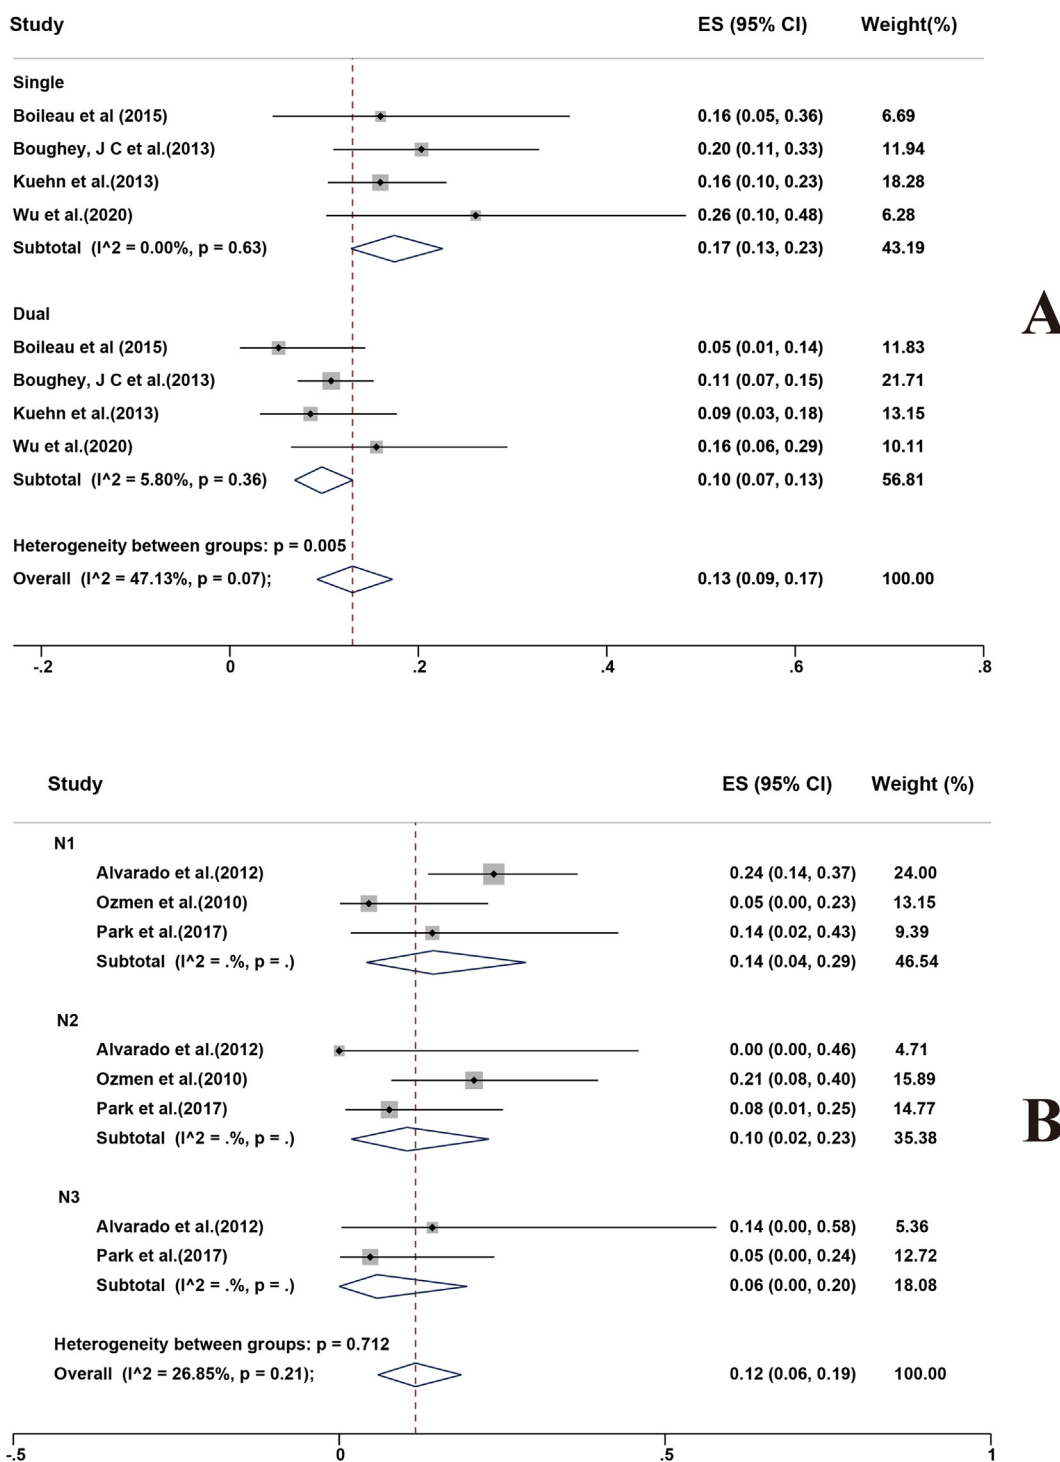 Study ES (95% CI) Weight(%)
Single
Boileau et al (2015) 0.16 (0.05, 0.36) 6.69
Boughey, J C et al.(2013) 0.20 (0.11, 0.33) 11.94
Kuehn et al.(2013) 0.16 (0.10, 0.23) 18.28
Wu et al.(2020) 0.26 (0.10, 0.48) 6.28
Subtotal (I^2 = 0.00%, p = 0.63) 0.17 (0.13, 0.23) 43.19
Dual
Boileau et al (2015) 0.05 (0.01, 0.14) 11.83
Boughey, J C et al.(2013) 0.11 (0.07, 0.15) 21.71
Kuehn et al.(2013) 0.09 (0.03, 0.18) 13.15
Wu et al.(2020) 0.16 (0.06, 0.29) 10.11
Subtotal (I^2 = 5.80%, p = 0.36) 0.10 (0.07, 0.13) 56.81
Heterogeneity between groups: p = 0.005
Overall (I^2 = 47.13%, p = 0.07); 0.13 (0.09, 0.17) 100.00
-.2 0 .2 .4 .6 .8
A
Study ES (95% CI) Weight (%)
N1
Alvarado et al.(2012) 0.24 (0.14, 0.37) 24.00
Ozmen et al.(2010) 0.05 (0.00, 0.23) 13.15
Park et al.(2017) 0.14 (0.02, 0.43) 9.39
Subtotal (I^2 = .%, p = .) 0.14 (0.04, 0.29) 46.54
N2
Alvarado et al.(2012) 0.00 (0.00, 0.46) 4.71
Ozmen et al.(2010) 0.21 (0.08, 0.40) 15.89
Park et al.(2017) 0.08 (0.01, 0.25) 14.77
Subtotal (I^2 = .%, p = .) 0.10 (0.02, 0.23) 35.38
N3
Alvarado et al.(2012) 0.14 (0.00, 0.58) 5.36
Park et al.(2017) 0.05 (0.00, 0.24) 12.72
Subtotal (I^2 = .%, p = .) 0.06 (0.00, 0.20) 18.08
Heterogeneity between groups: p = 0.712
Overall (I^2 = 26.85%, p = 0.21); 0.12 (0.06, 0.19) 100.00
-.5 0 .5 1
B